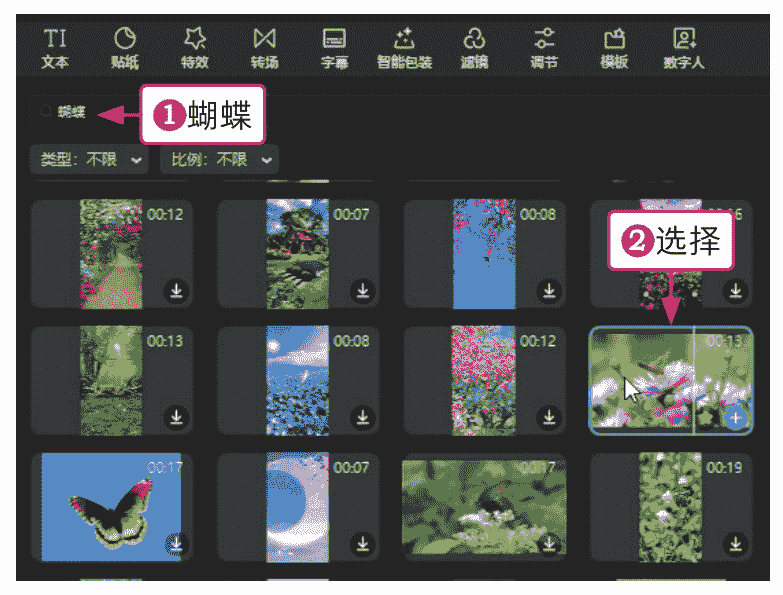 TI
文本 贴纸 特效 转场 字幕 智能包装 滤镜 调节 模板 数字人
蝴蝶 ❶蝴蝶
类型：不限 比例：不限
00:12 00:07 00:08
❷选择
00:13 00:08 00:12 00:13
00:17 00:07 00:17 00:19